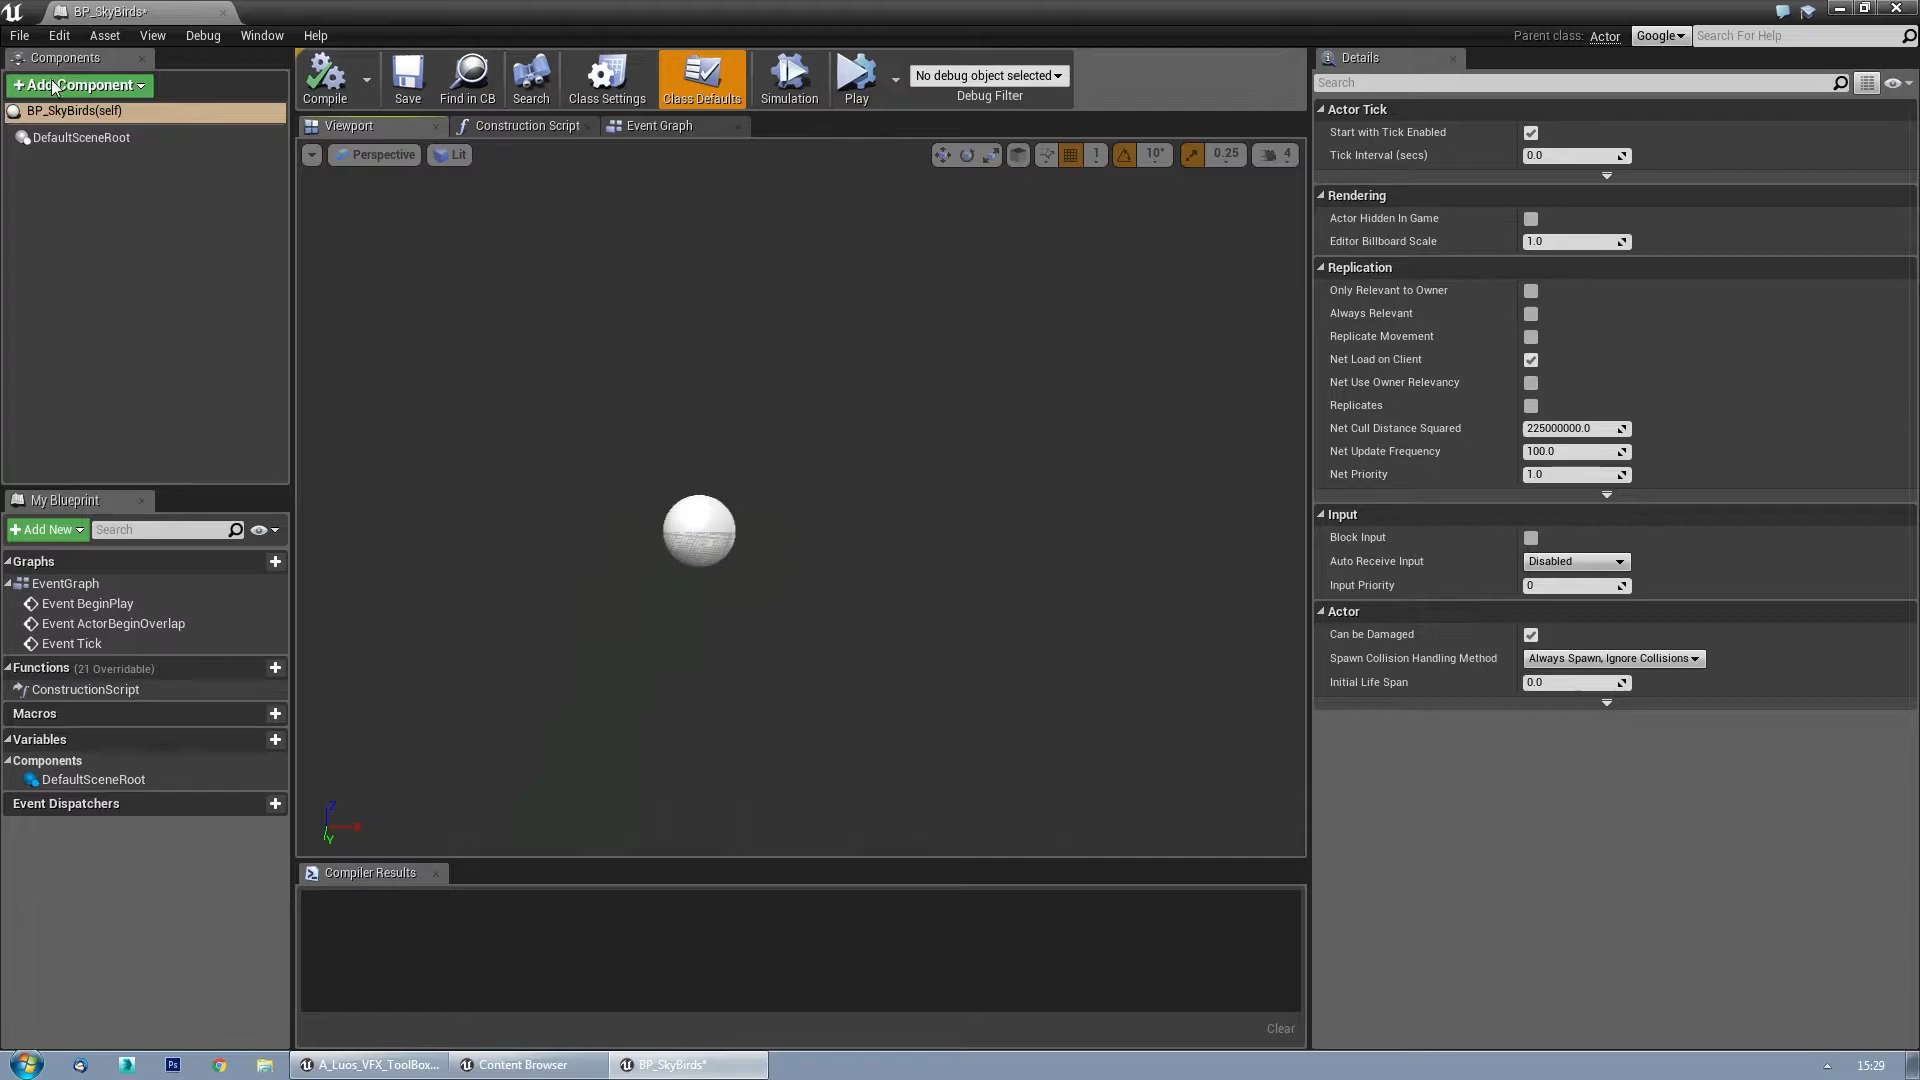 BP_SkyBirds*
File Edit Asset View Debug Window Help
Parent class: Actor Google Search For Help
Components
+Add Component
BP_SkyBirds(self)
DefaultSceneRoot
Compile Save Find in CB Search Class Settings Class Defaults Simulation Play
No debug object selected
Debug Filter
Viewport Construction Script Event Graph
Perspective Lit
1 10° 0.25 4
Z
X
Y
My Blueprint
+Add New Search
Graphs
EventGraph
Event BeginPlay
Event ActorBeginOverlap
Event Tick
Functions (21 Overridable)
ConstructionScript
Macros
Variables
Components
DefaultSceneRoot
Event Dispatchers
Compiler Results
Clear
Details
Search
Actor Tick
Start with Tick Enabled
Tick Interval (secs) 0.0
Rendering
Actor Hidden In Game
Editor Billboard Scale 1.0
Replication
Only Relevant to Owner
Always Relevant
Replicate Movement
Net Load on Client
Net Use Owner Relevancy
Replicates
Net Cull Distance Squared 225000000.0
Net Update Frequency 100.0
Net Priority 1.0
Input
Block Input
Auto Receive Input Disabled
Input Priority 0
Actor
Can be Damaged
Spawn Collision Handling Method Always Spawn, Ignore Collisions
Initial Life Span 0.0
Ps A_Luos_VFX_ToolBox... Content Browser BP_SkyBirds* 15:29